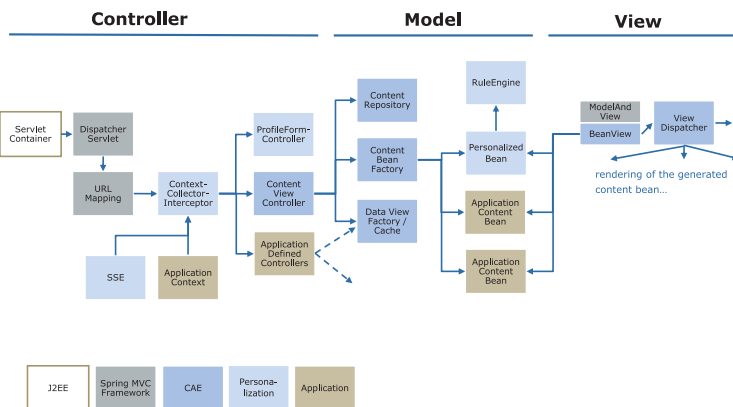 Controller
Model
View
Servlet
Container
Dispatcher
Servlet
URL
Mapping
Context-
Collector-
Interceptor
SSE
Application
Context
ProfileForm-
Controller
Content
View
Controller
Application
Defined
Controllers
Content
Repository
Content
Bean
Factory
Data View
Factory /
Cache
RuleEngine
Personalized
Bean
Application
Content
Bean
Application
Content
Bean
ModelAnd
View
BeanView
View
Dispatcher
rendering of the generated
content bean...
J2EE
Spring MVC
Framework
CAE
Persona-
lization
Application